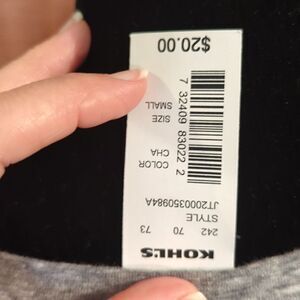 KOHL'S
242 70 73
STYLE
JT2000350984A
COLOR SIZE
CHA SMALL
7 32409 83022 2
$20.00